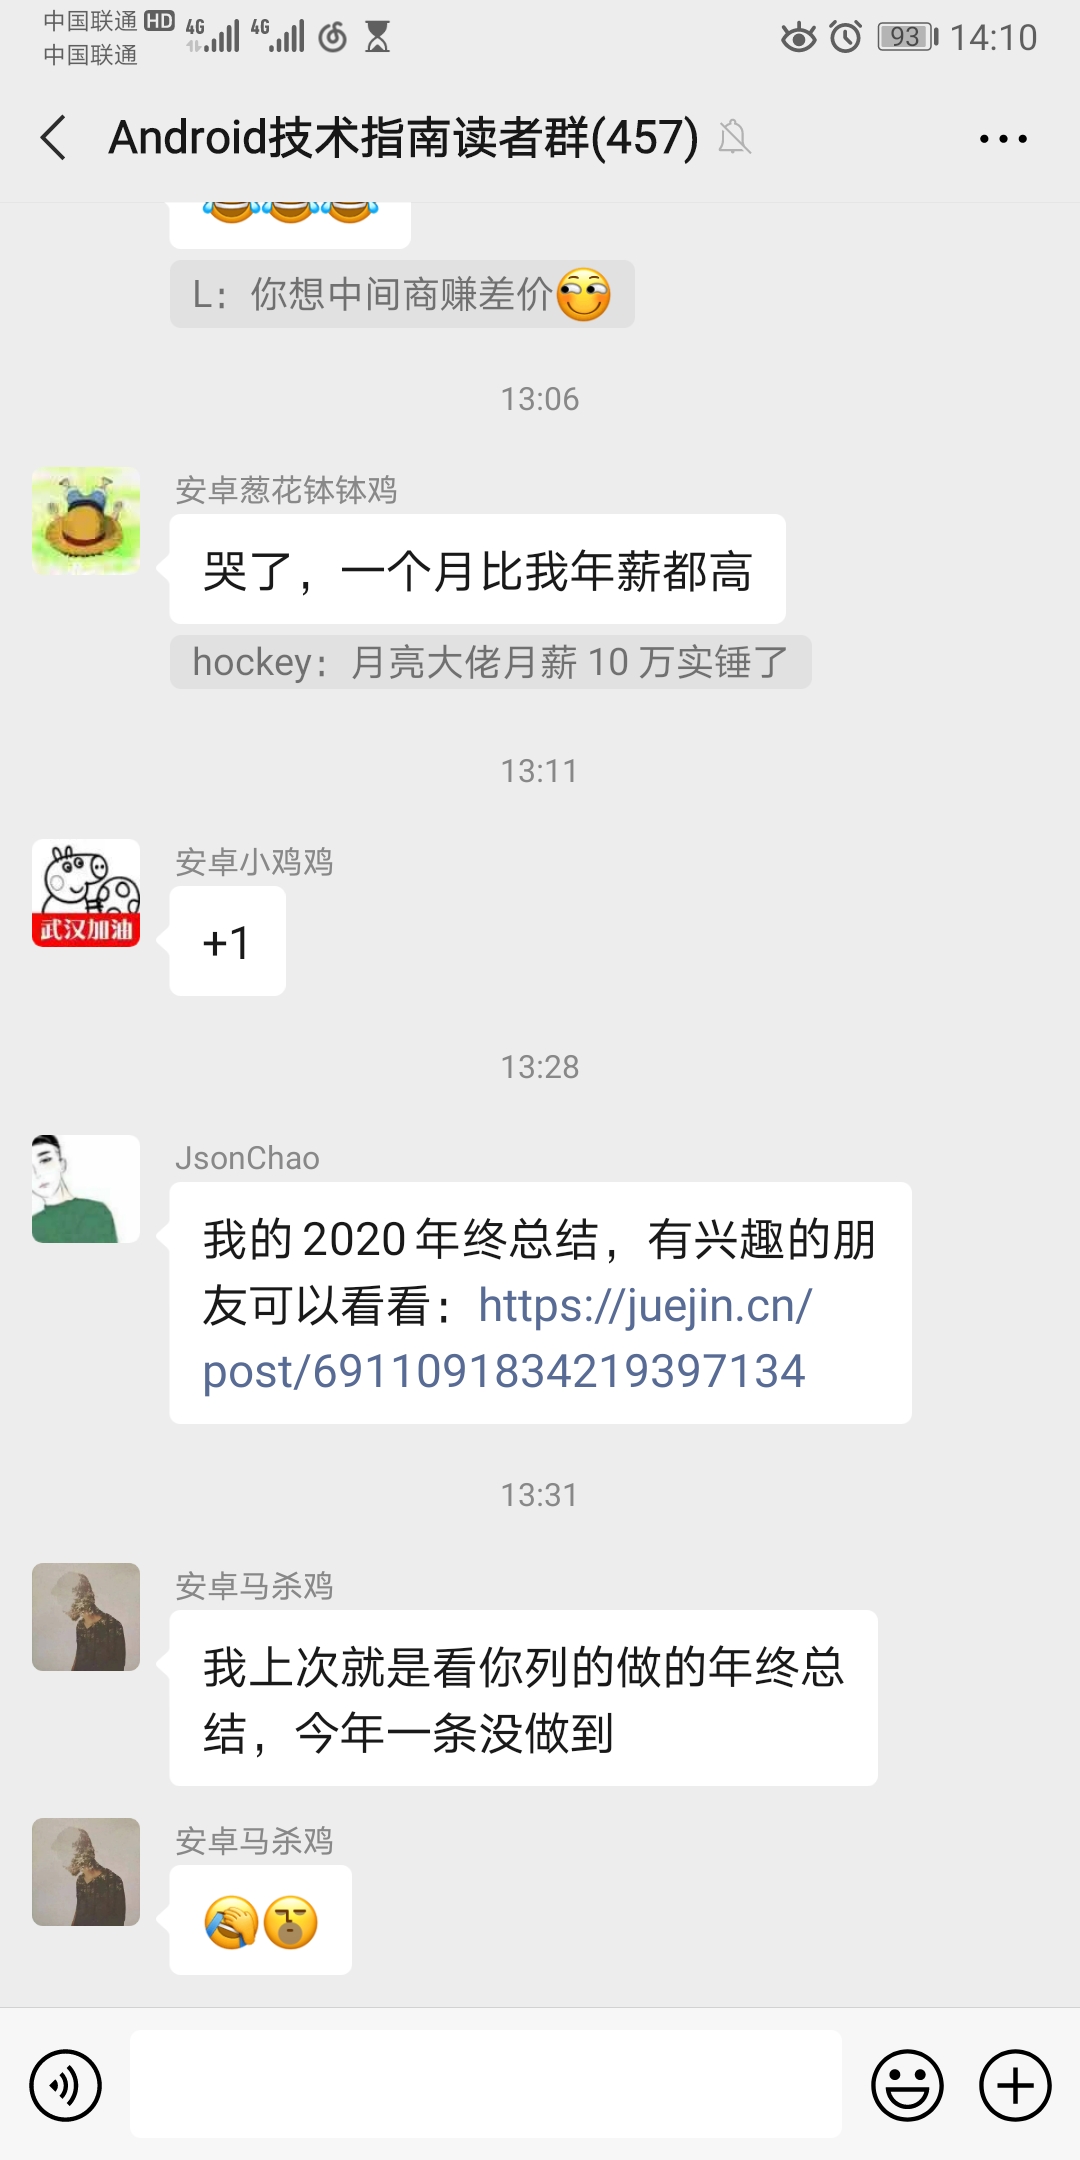 中国联通 HD 4G 4G 93 14:10
中国联通
Android技术指南读者群(457)
😂😂😂
L：你想中间商赚差价
13:06
安卓葱花钵钵鸡
哭了，一个月比我年薪都高
hockey：月亮大佬月薪 10 万实锤了
13:11
安卓小鸡鸡
武汉加油
+1
13:28
JsonChao
我的 2020 年终总结，有兴趣的朋
友可以看看：https://juejin.cn/
post/6911091834219397134
13:31
安卓马杀鸡
我上次就是看你列的做的年终总
结，今年一条没做到
安卓马杀鸡